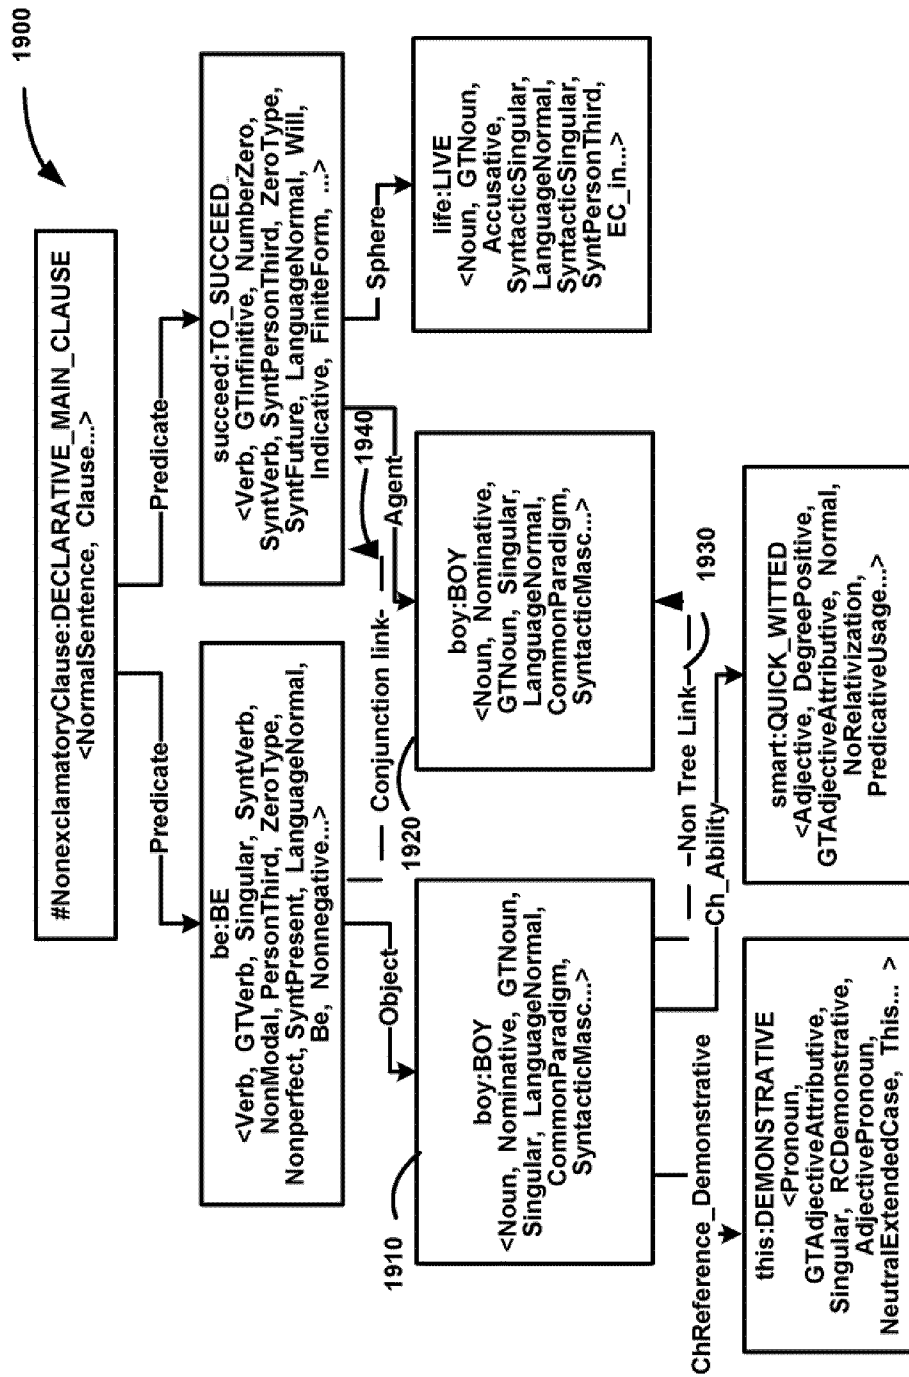 1900
#NonexclamatoryClause:DECLARATIVE_MAIN_CLAUSE
<NormalSentence, Clause...>
Predicate
Predicate
be:BE
<Verb, GTVerb, Singular, SyntVerb,
NonModal, PersonThird, ZeroType,
Nonperfect, SyntPresent, LanguageNormal,
Be, Nonnegative...>
succeed:TO_SUCCEED
<Verb, GTInfinitive, NumberZero,
SyntVerb, SyntPersonThird, ZeroType,
SyntFuture, LanguageNormal, Will,
Indicative, FiniteForm, ...>
Object
Conjunction link
1940
Agent
Sphere
1910
1920
boy:BOY
<Noun, Nominative, GTNoun,
Singular, LanguageNormal,
CommonParadigm,
SyntacticMasc...>
boy:BOY
<Noun, Nominative,
GTNoun, Singular,
LanguageNormal,
CommonParadigm,
SyntacticMasc...>
life:LIVE
<Noun, GTNoun,
Accusative,
SyntacticSingular,
LanguageNormal,
SyntacticSingular,
SyntPersonThird,
EC_in...>
ChReference_Demonstrative
Non Tree Link
Ch_Ability
1930
this:DEMONSTRATIVE
<Pronoun,
GTAdjectiveAttributive,
Singular, RCDemonstrative,
AdjectivePronoun,
NeutralExtendedCase, This... >
smart:QUICK_WITTED
<Adjective, DegreePositive,
GTAdjectiveAttributive, Normal,
NoRelativization,
PredicativeUsage...>